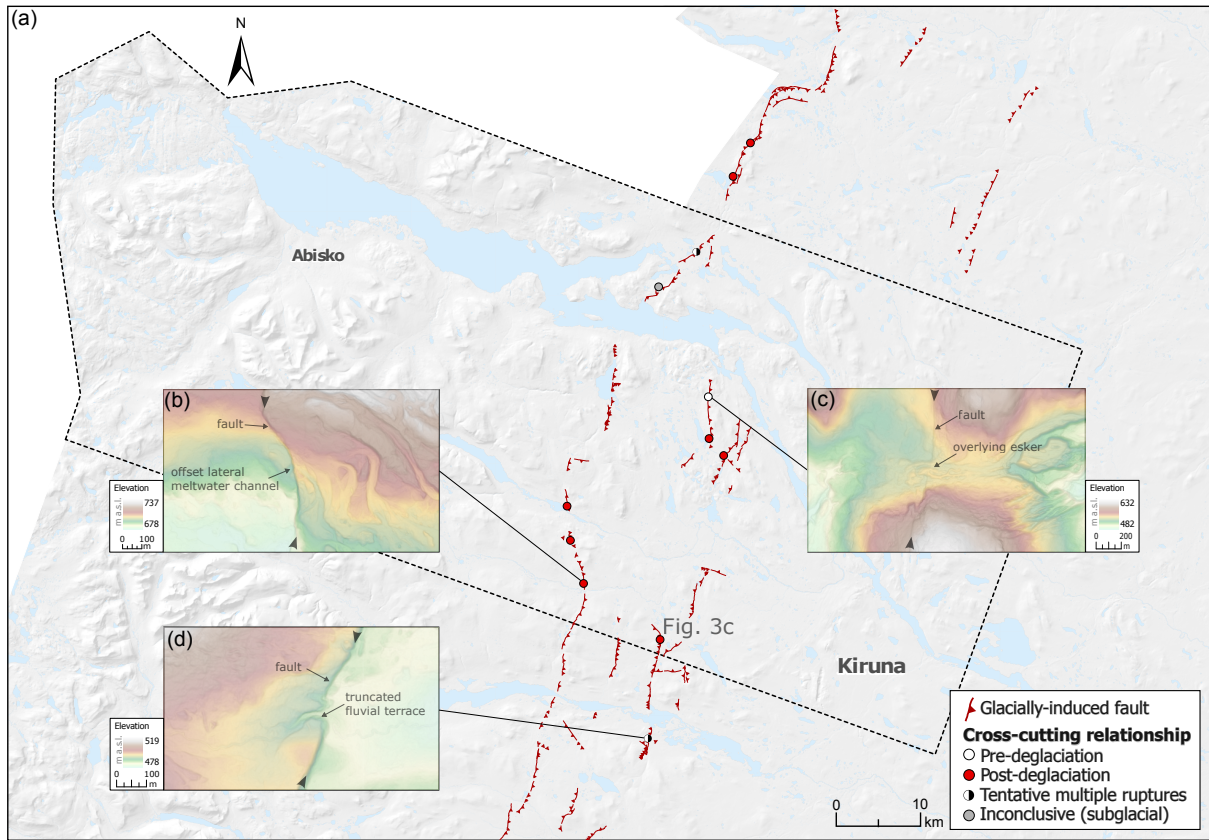 (a)
N
Abisko
(b)
fault
offset lateral
meltwater channel
Elevation
m a.s.l.
737
678
0 100
m
(c)
fault
overlying esker
Elevation
m a.s.l.
632
482
0 200
m
(d)
fault
truncated
fluvial terrace
Elevation
m a.s.l.
519
478
0 100
m
Fig. 3c
Kiruna
0 10
km
Glacially-induced fault
Cross-cutting relationship
Pre-deglaciation
Post-deglaciation
Tentative multiple ruptures
Inconclusive (subglacial)